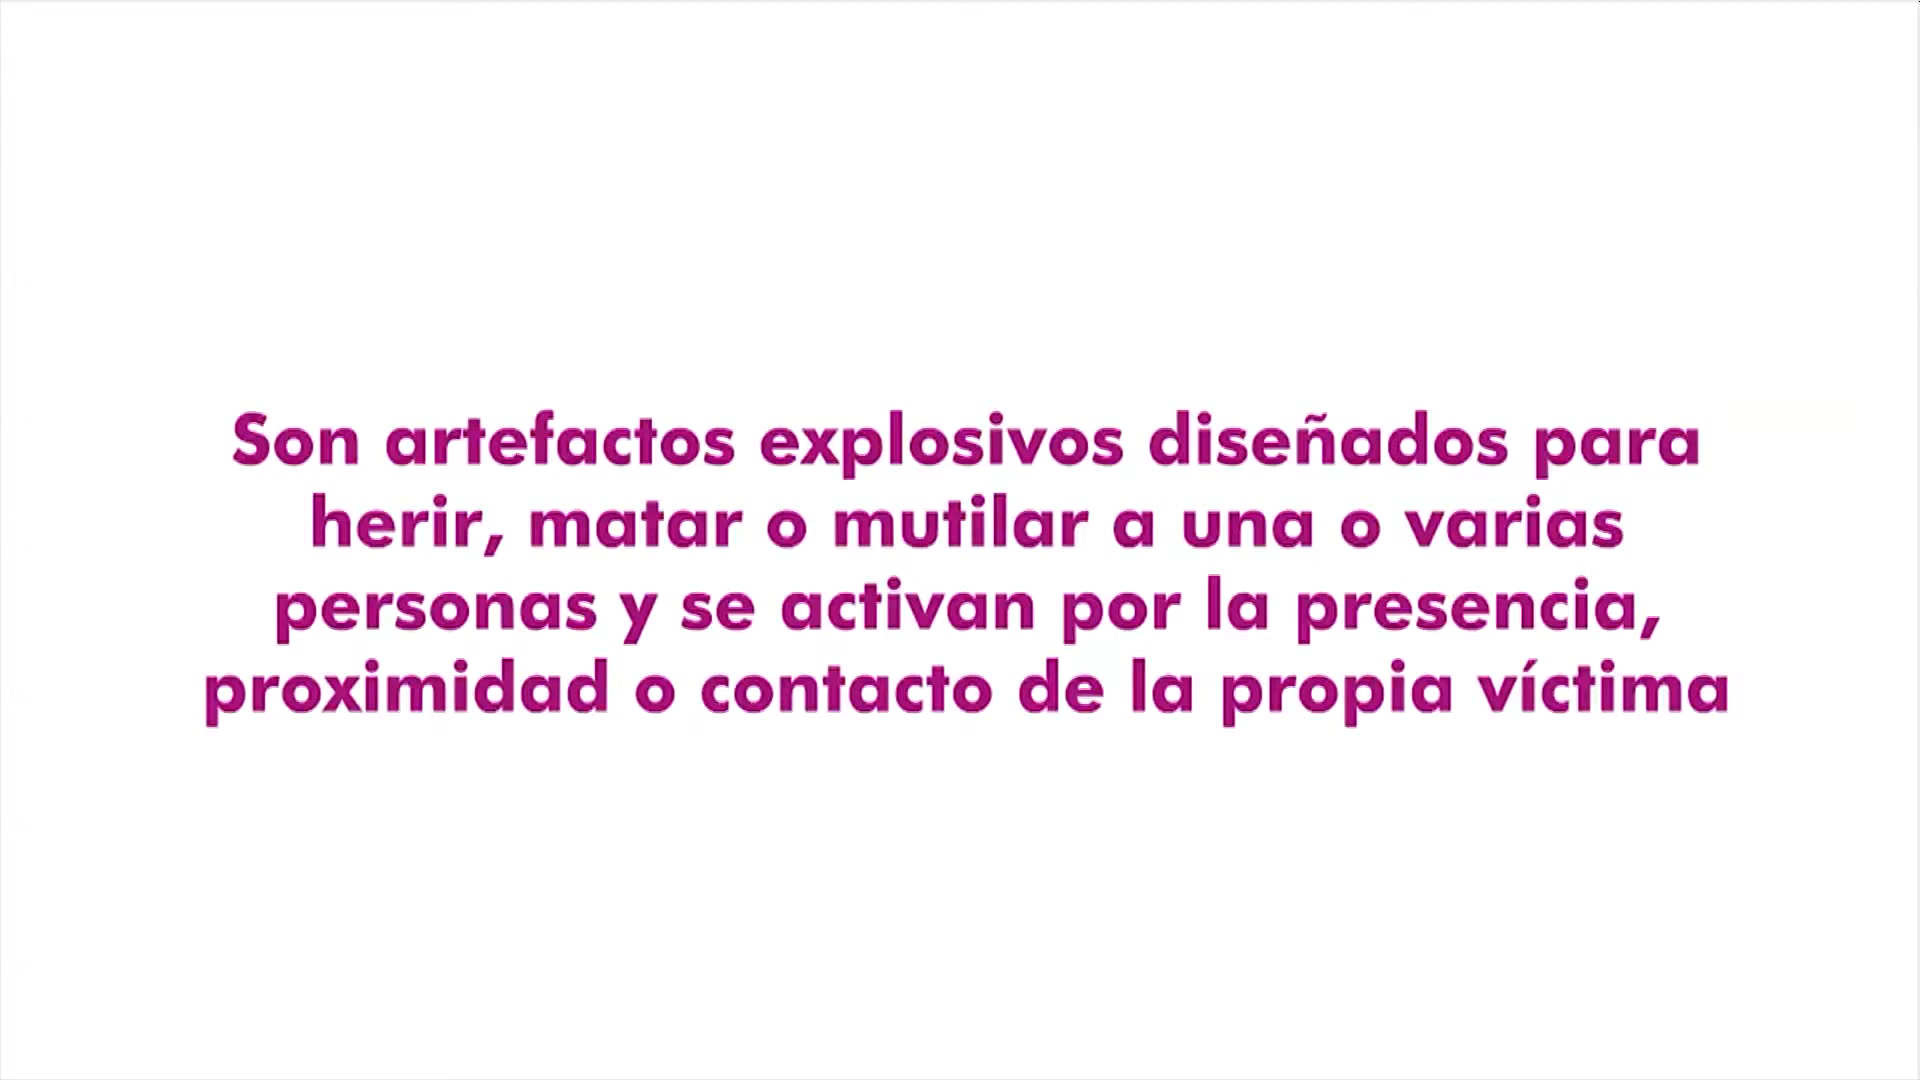 Son artefactos explosivos diseñados para
herir, matar o mutilar a una o varias
personas y se activan por la presencia,
proximidad o contacto de la propia víctima